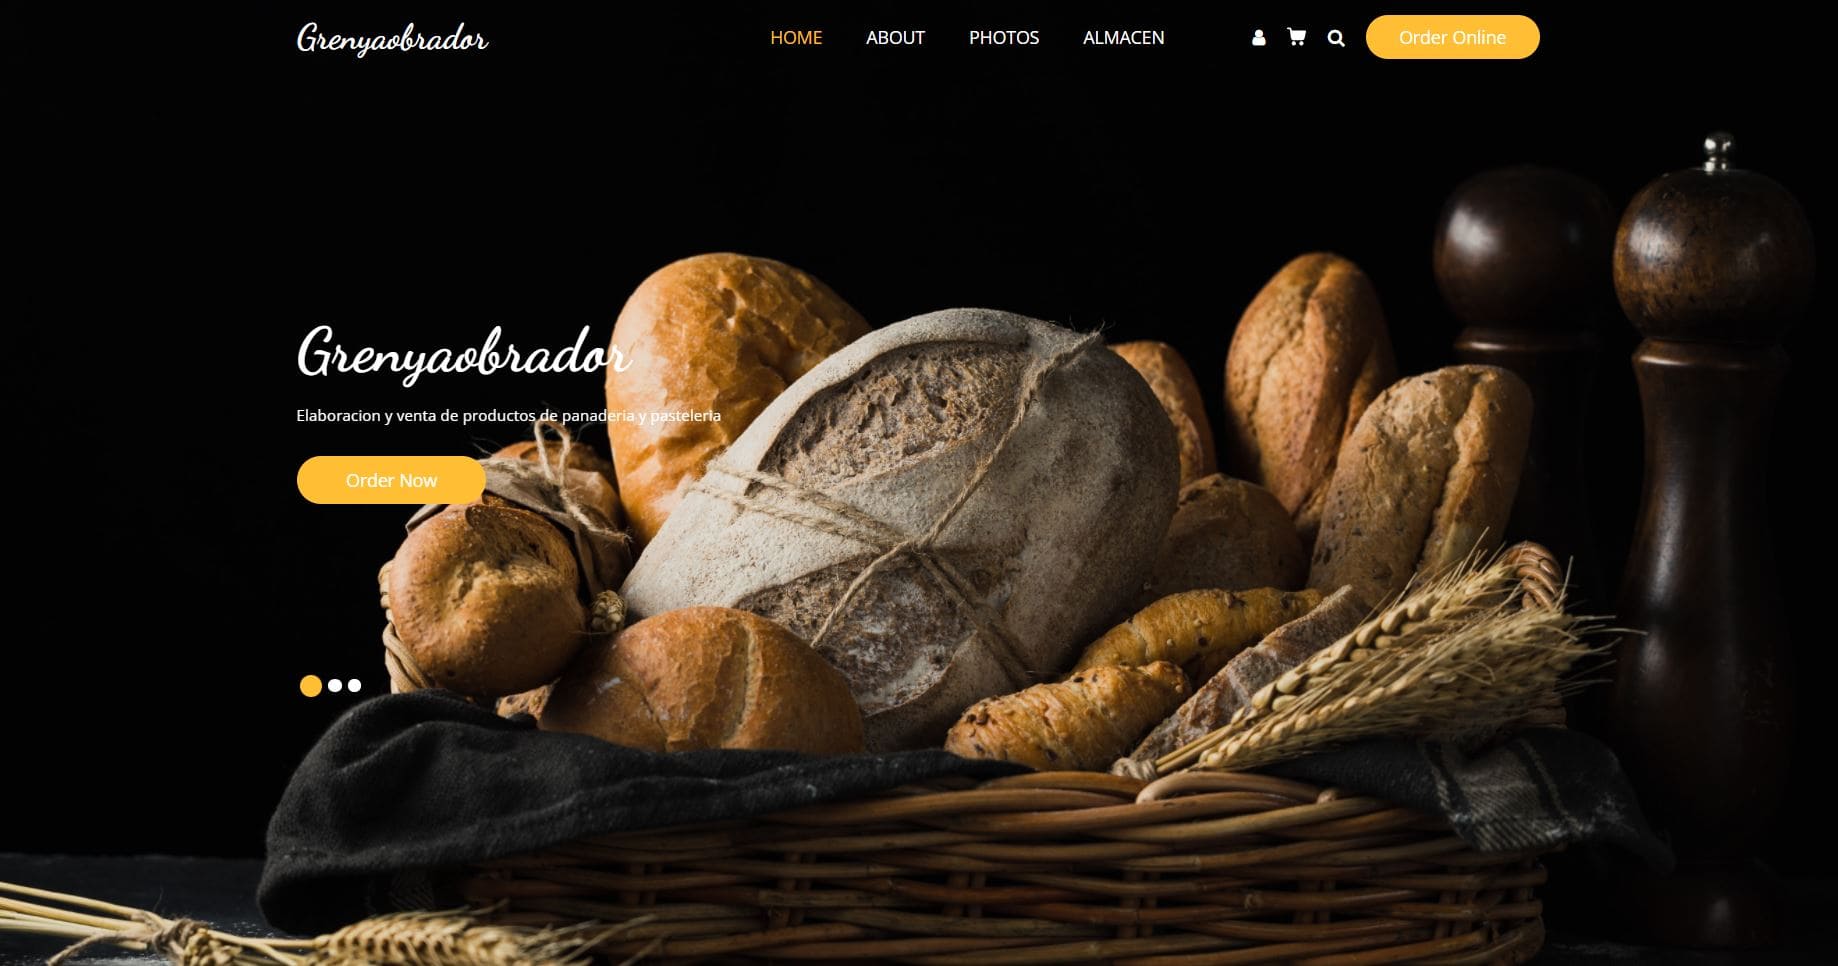 Grenyaobrador
HOME ABOUT PHOTOS ALMACEN Order Online
Grenyaobrador
Elaboracion y venta de productos de panaderia y pasteleria
Order Now